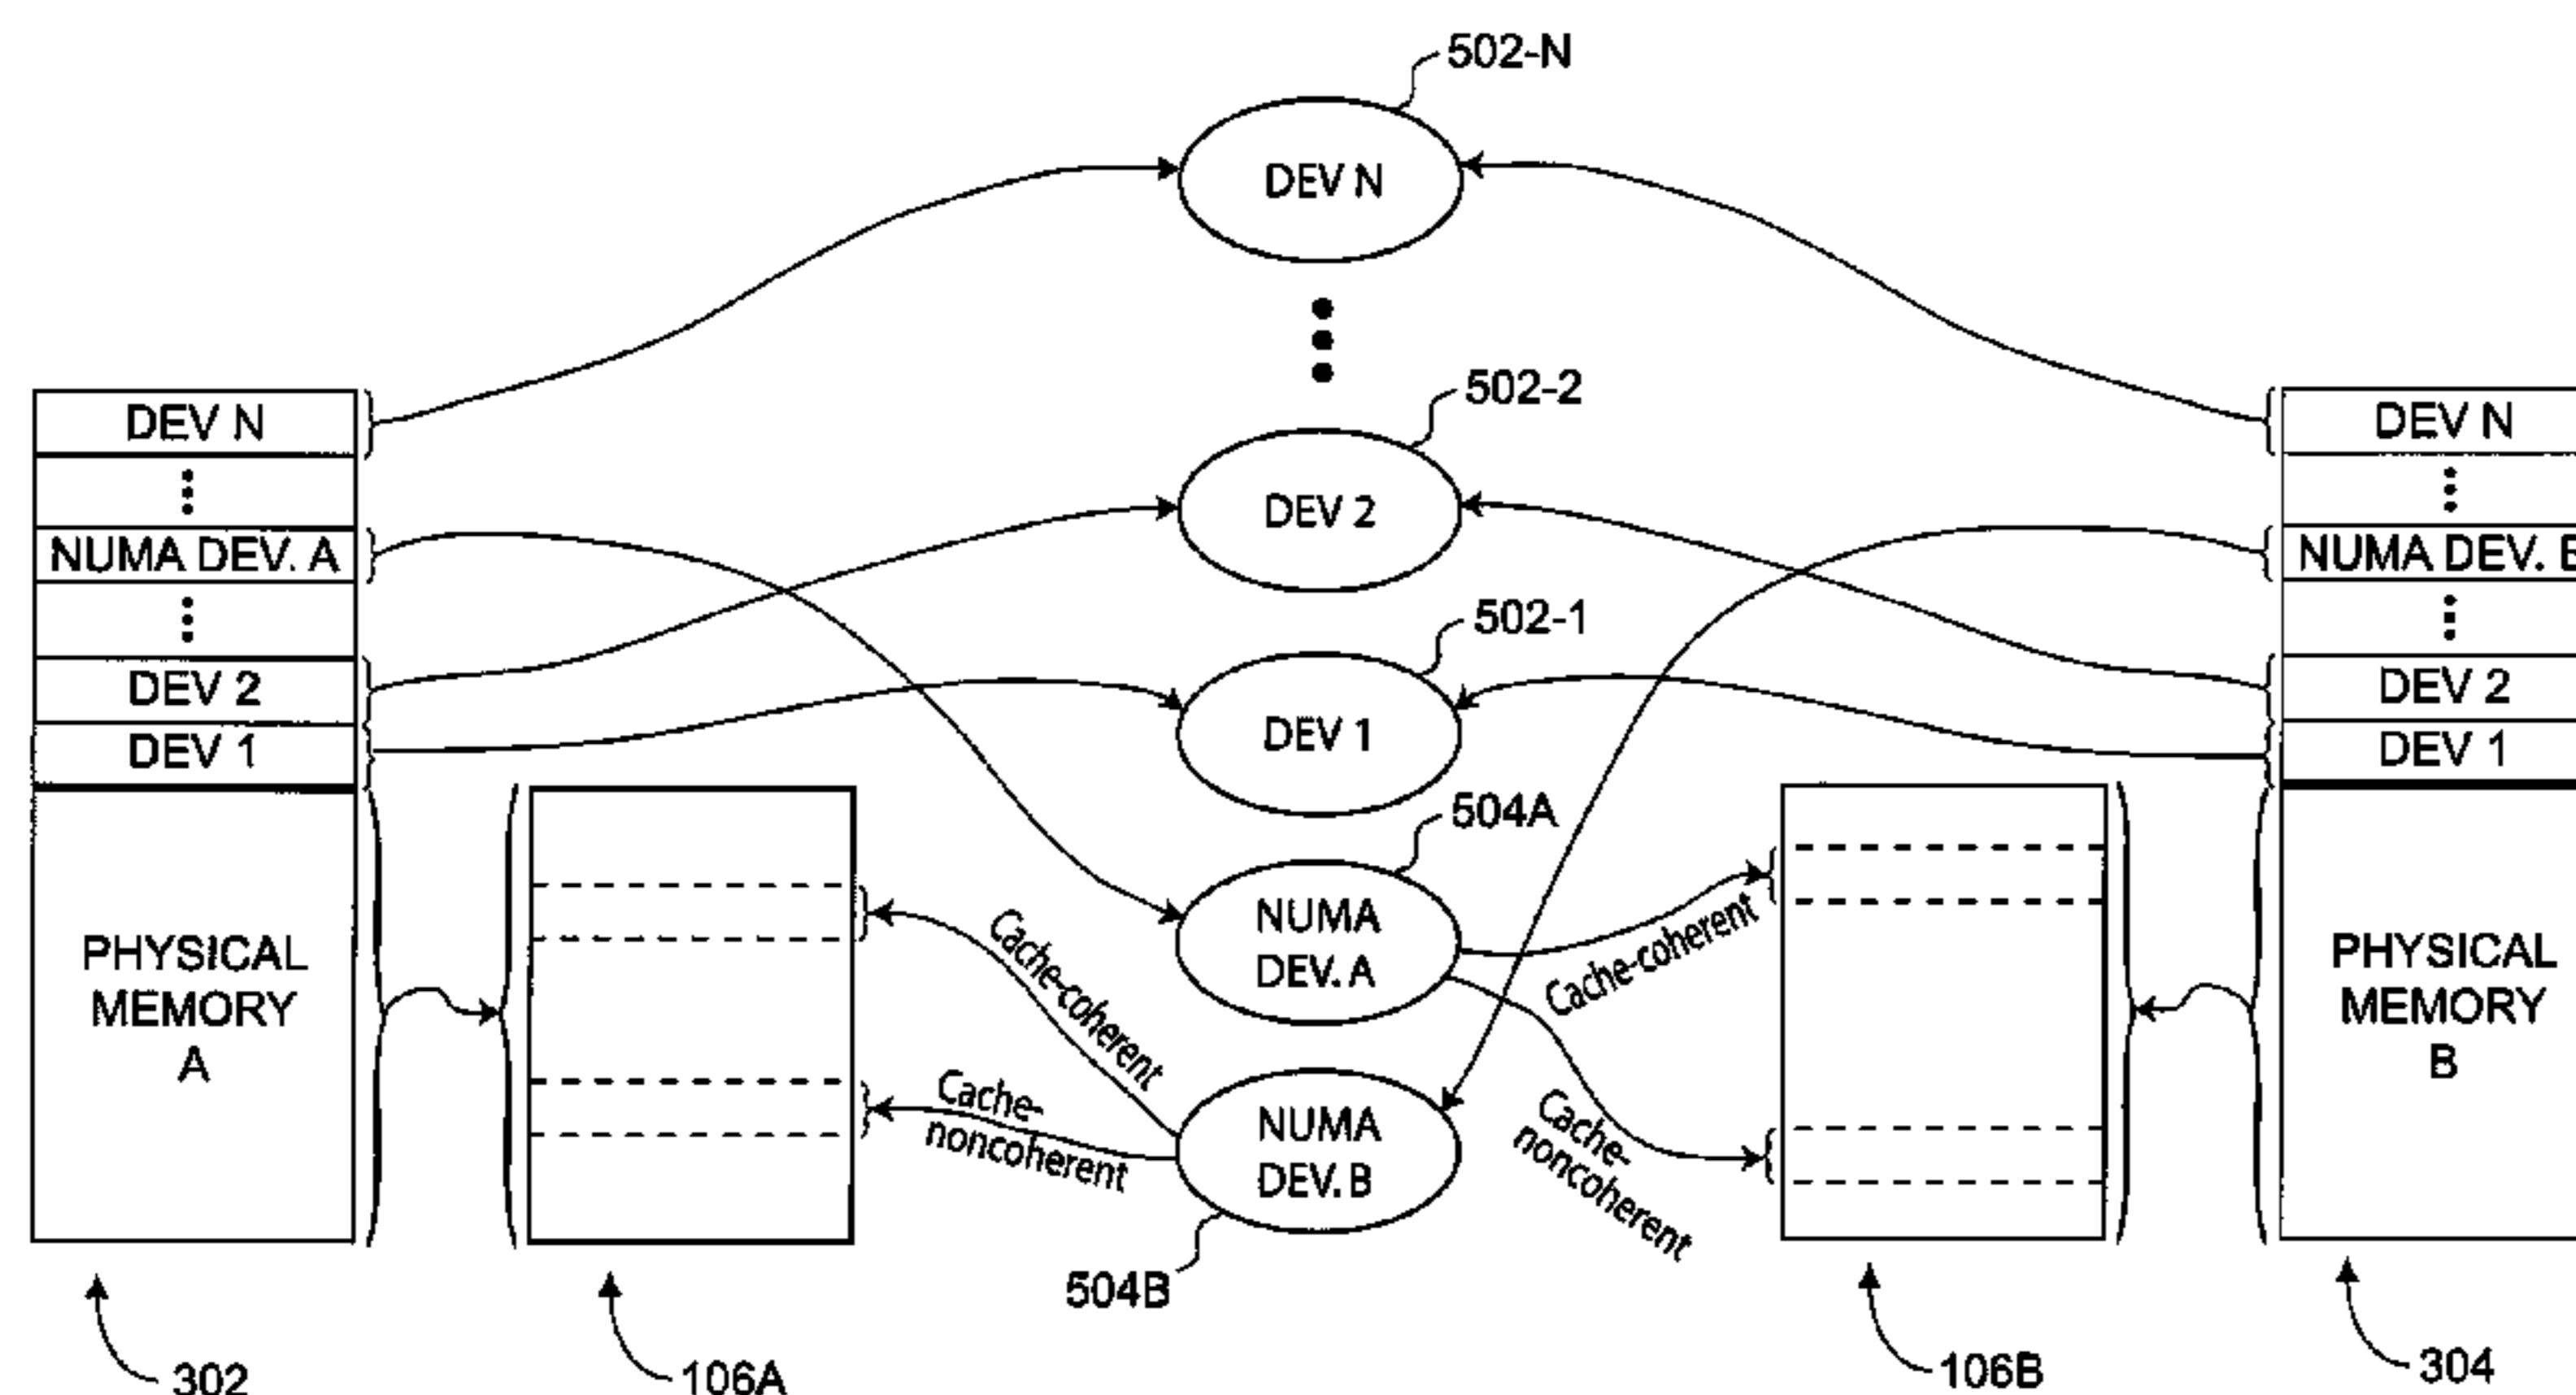 502-N
DEV N
502-2
DEV 2
502-1
DEV 1
504A
NUMA
DEV. A
NUMA
DEV. B
504B
DEV N
NUMA DEV. A
DEV 2
DEV 1
PHYSICAL
MEMORY
A
302
106A
Cache-coherent
Cache-
noncoherent
Cache-coherent
Cache-
noncoherent
106B
DEV N
NUMA DEV. B
DEV 2
DEV 1
PHYSICAL
MEMORY
B
304